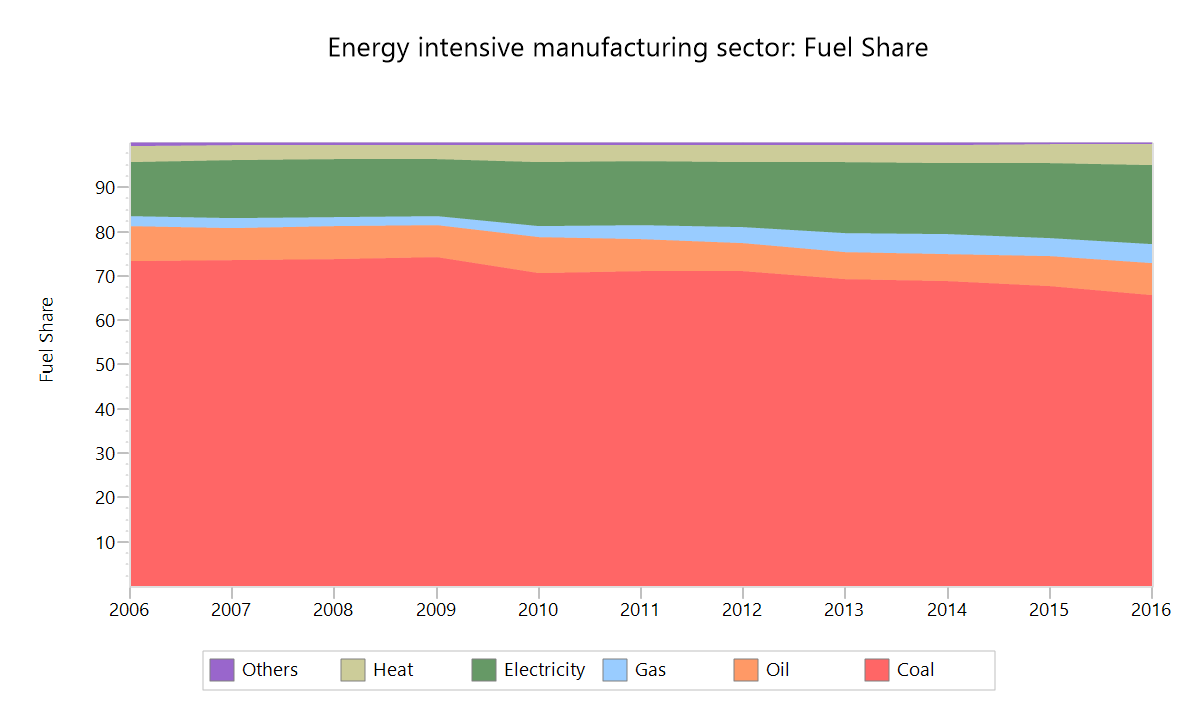 Energy intensive manufacturing sector: Fuel Share
Fuel Share
90
80
70
60
50
40
30
20
10
2006 2007 2008 2009 2010 2011 2012 2013 2014 2015 2016
Others Heat Electricity Gas Oil Coal